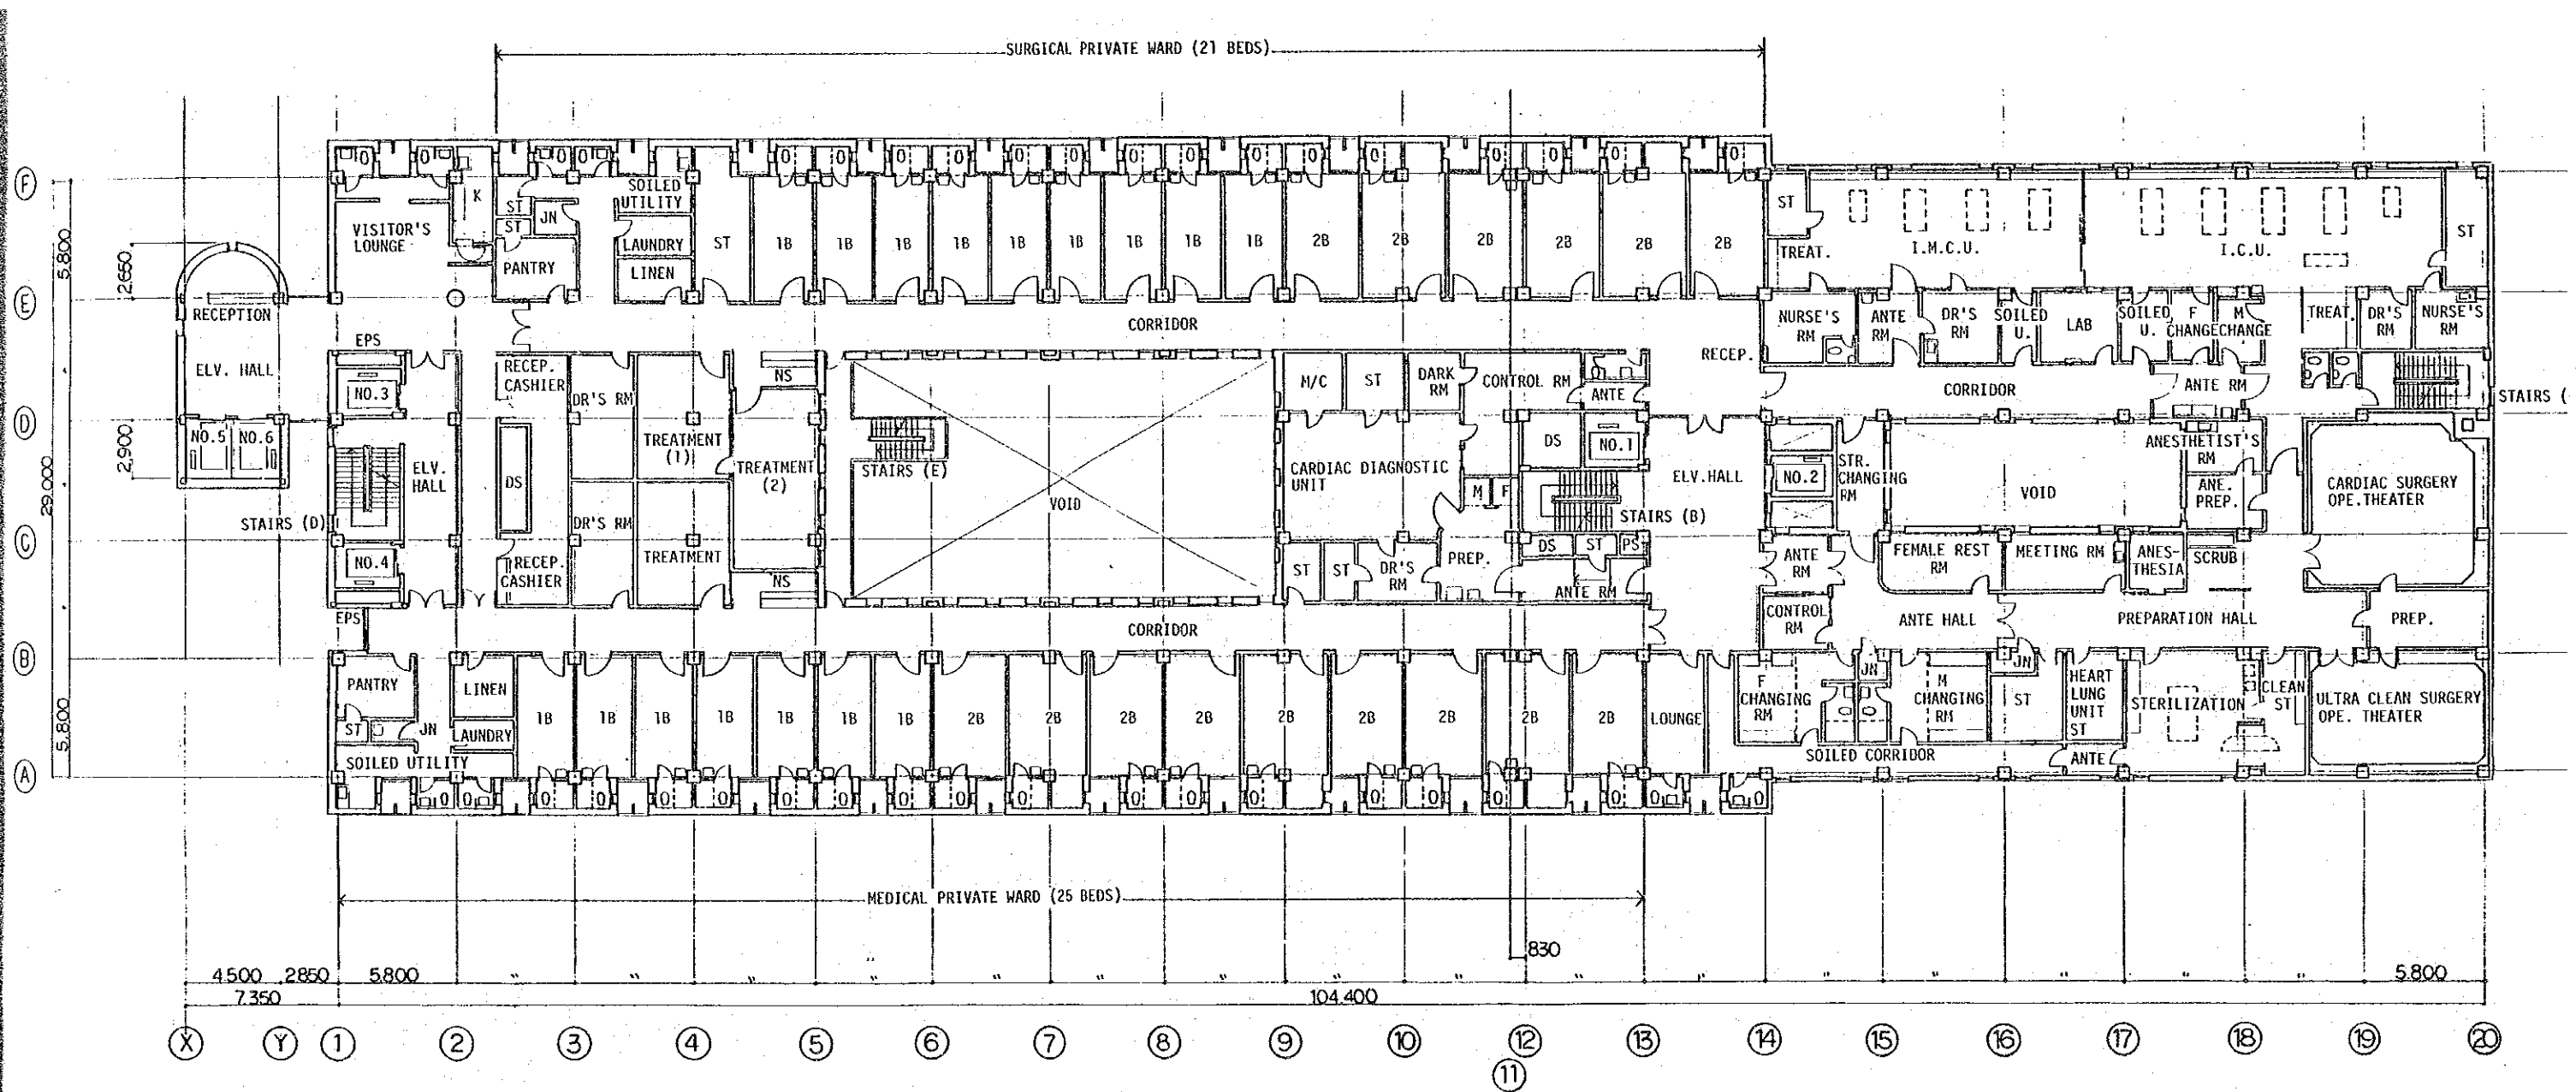 SURGICAL PRIVATE WARD (21 BEDS)
F
E
D
C
B
A
5.800
29.000
5.800
2.660
2.900
VISITOR'S
LOUNGE
K
ST
ST
JN
PANTRY
SOILED
UTILITY
LAUNDRY
LINEN
ST
1B
1B
1B
1B
1B
1B
1B
1B
1B
2B
2B
2B
2B
2B
2B
ST
TREAT.
I.M.C.U.
I.C.U.
ST
RECEPTION
ELV. HALL
NO.5
NO.6
EPS
NO.3
ELV.
HALL
STAIRS (D)
NO.4
EPS
CORRIDOR
RECEP.
CASHIER
DR'S RM
TREATMENT
(1)
NS
TREATMENT
(2)
DS
DR'S RM
TREATMENT
RECEP.
CASHIER
NS
STAIRS (E)
VOID
M/C
ST
DARK
RM
CONTROL RM
ANTE
CARDIAC DIAGNOSTIC
UNIT
DS
NO.1
M
F
STAIRS (B)
ELV.HALL
RECEP.
ST
ST
DR'S
RM
PREP.
DS
ST
PS
ANTE RM
NURSE'S
RM
ANTE
RM
DR'S
RM
SOILED
U.
LAB
SOILED
U.
F
CHANGE
M
CHANGE
TREAT.
DR'S
RM
NURSE'S
RM
CORRIDOR
ANTE RM
STAIRS (
NO.2
STR.
CHANGING
RM
VOID
ANESTHETIST'S
RM
ANE.
PREP.
CARDIAC SURGERY
OPE.THEATER
ANTE
RM
FEMALE REST
RM
MEETING RM
ANES-
THESIA
SCRUB
CONTROL
RM
ANTE HALL
PREPARATION HALL
PREP.
CORRIDOR
PANTRY
ST
JN
LINEN
LAUNDRY
SOILED UTILITY
1B
1B
1B
1B
1B
1B
1B
2B
2B
2B
2B
2B
2B
2B
2B
2B
LOUNGE
F
CHANGING
RM
JN
M
CHANGING
RM
JN
ST
HEART
LUNG
UNIT
ST
STERILIZATION
CLEAN
ST
ULTRA CLEAN SURGERY
OPE. THEATER
SOILED CORRIDOR
ANTE
MEDICAL PRIVATE WARD (25 BEDS)
830
4.500 2850 5.800 " " " " " " " " " " " " " " " " " 5.800
7.350 104.400
X Y 1 2 3 4 5 6 7 8 9 10 12 13 14 15 16 17 18 19 20
11